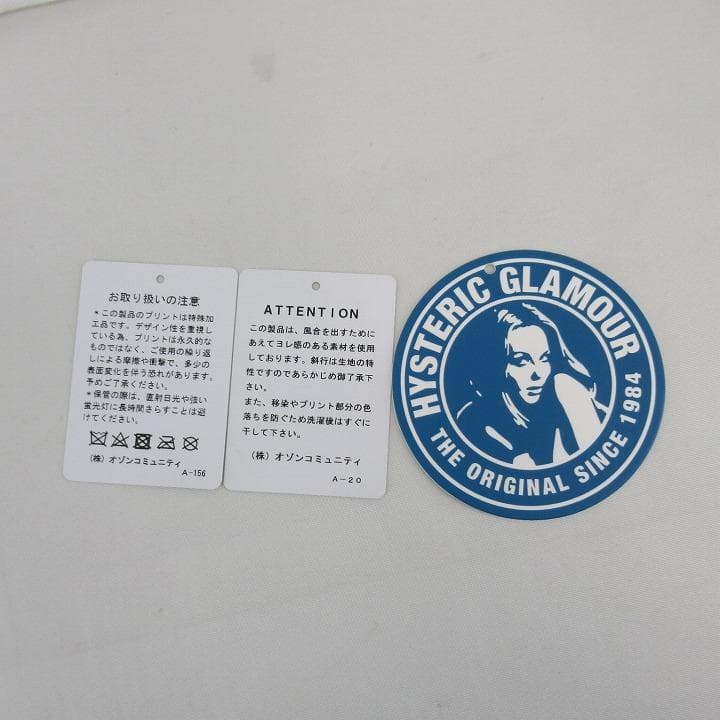 お取り扱いの注意
＊この製品のプリントは特殊加
工品です。デザイン性を重視し
ている為、プリントは永久的な
ものではなく、ご使用の繰り返
しによる摩擦や衝撃で、多少の
表面変化を伴う恐れがあります。
予めご了承ください。
＊保管の際は、直射日光や強い
蛍光灯に長時間さらすことは避
けてください。
（株）オゾンコミュニティ
A-156
ATTENTION
この製品は、風合を出すために
あえてヨレ感のある素材を使用
しております。斜行は生地の特
性ですのであらかじめ御了承下
さい。
また、移染やプリント部分の色
落ちを防ぐため洗濯後はすぐに
干して下さい。
（株）オゾンコミュニティ
A－20
HYSTERIC GLAMOUR
THE ORIGINAL SINCE 1984